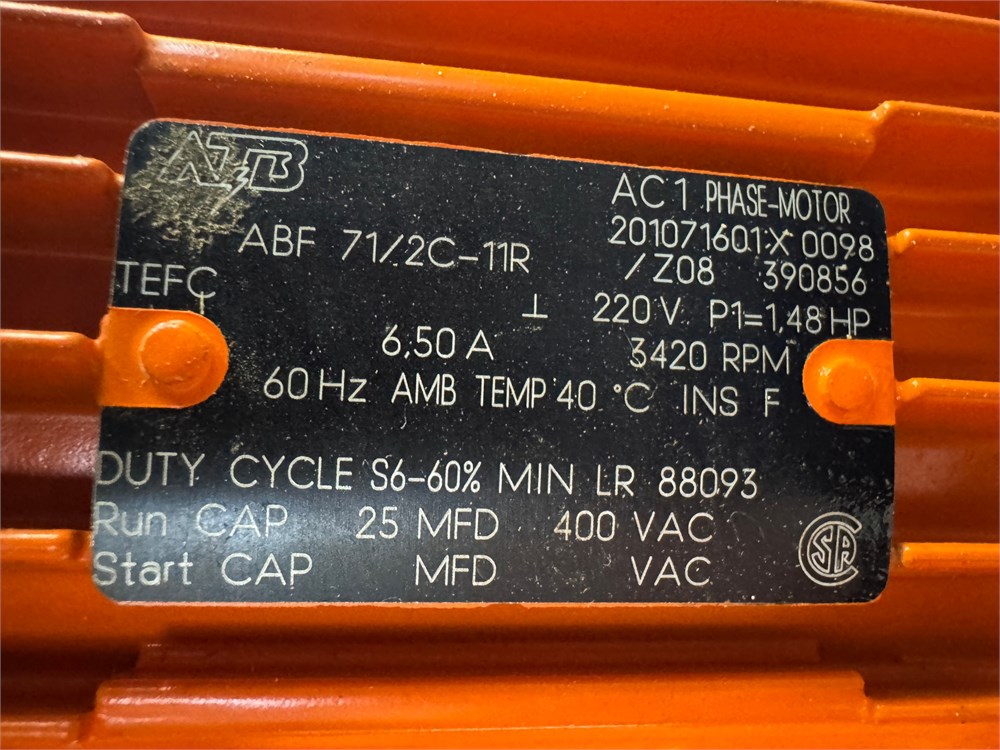 ATB
AC 1 PHASE-MOTOR
ABF 71/2C-11R
201071601X 0098
/Z08 390856
TEFC
⊥ 220 V P1=1,48 HP
6,50 A 3420 RPM
60 Hz AMB TEMP 40 °C INS F
DUTY CYCLE S6-60% MIN LR 88093
Run CAP 25 MFD 400 VAC
Start CAP MFD VAC
CSA